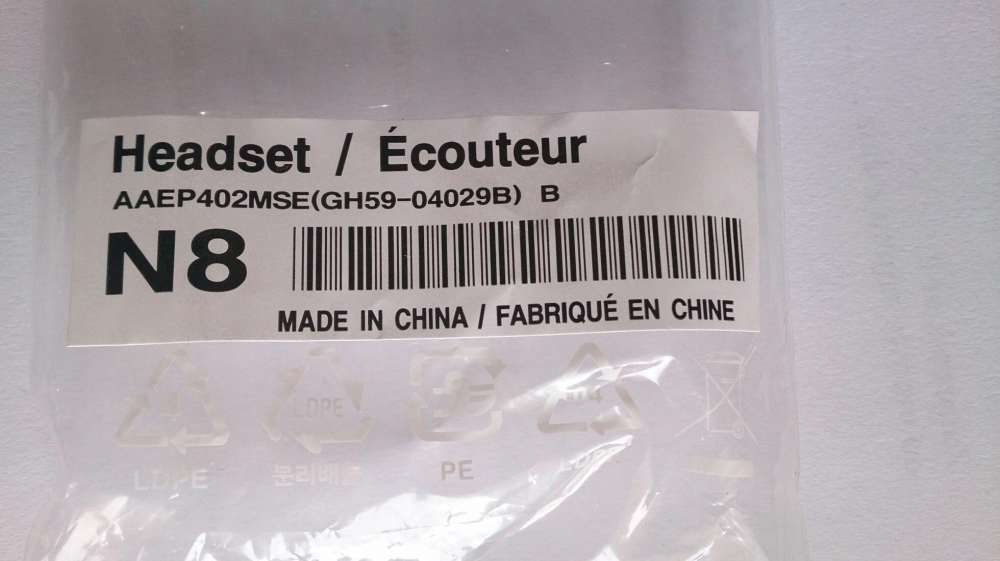 Headset / Écouteur
AAEP402MSE(GH59-04029B) B
N8
MADE IN CHINA / FABRIQUÉ EN CHINE
LDPE
LDPE
분리배출
PE